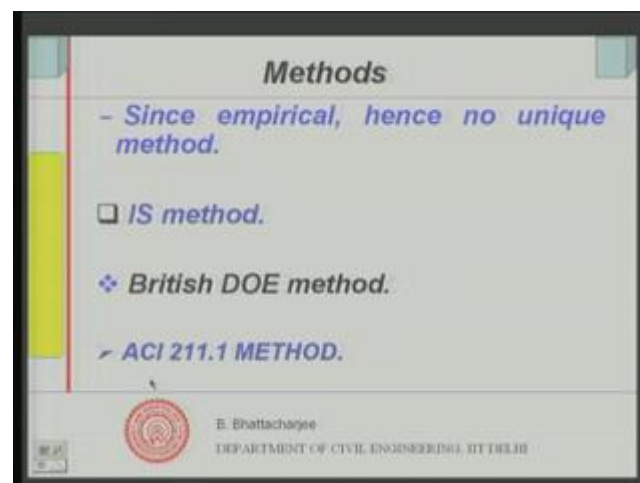 Methods
– Since empirical, hence no unique
method.
IS method.
British DOE method.
ACI 211.1 METHOD.
B. Bhattacharjee
DEPARTMENT OF CIVIL ENGINEERING, IIT DELHI